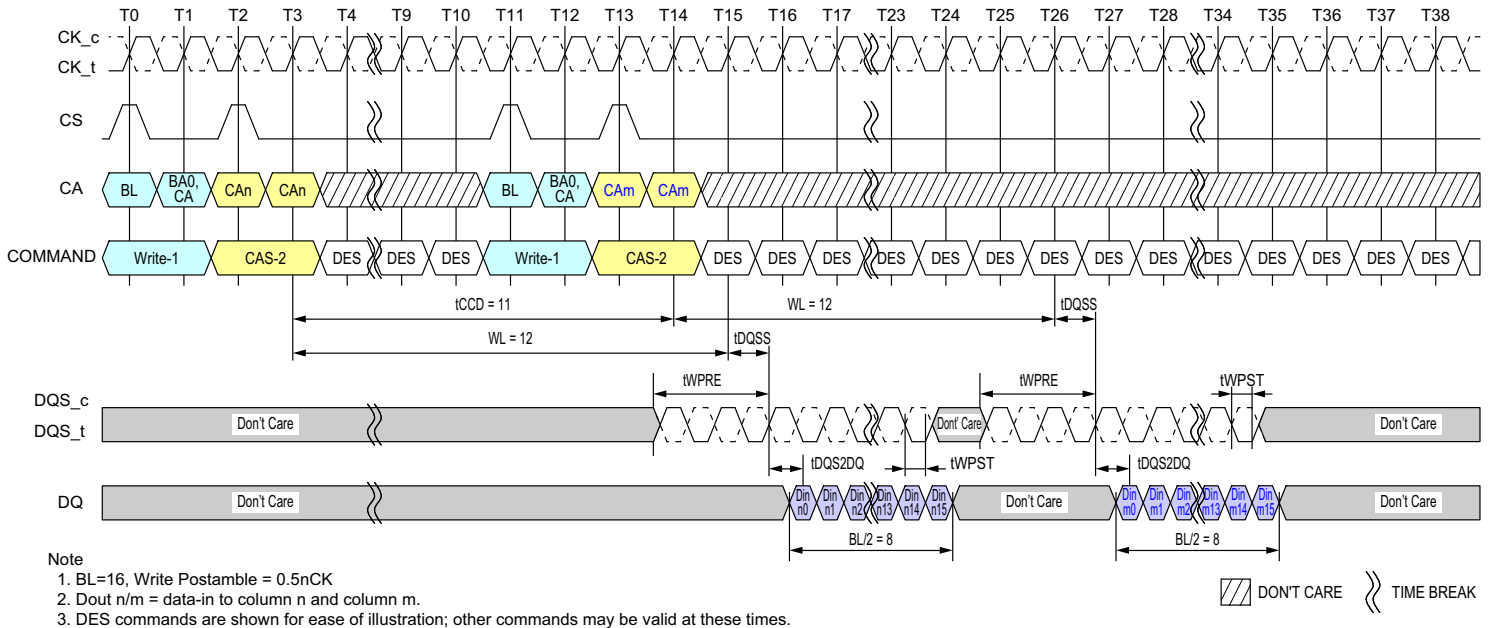 T0 T1 T2 T3 T4 T9 T10 T11 T12 T13 T14 T15 T16 T17 T23 T24 T25 T26 T27 T28 T34 T35 T36 T37 T38
CK_c
CK_t
CS
CA
BL
BA0, CA
CAn
CAn
BL
BA0, CA
CAm
CAm
COMMAND
Write-1 CAS-2 DES DES DES Write-1 CAS-2 DES DES DES DES DES DES DES DES DES DES DES DES DES DES
tCCD = 11 WL = 12 tDQSS
WL = 12 tDQSS
tWPRE tWPRE tWPST
DQS_c
DQS_t
Don't Care Dont' Care Don't Care
tDQS2DQ tWPST tDQS2DQ
DQ
Don't Care
Din n0
Din n1
Din n2
Din n13
Din n14
Din n15
Don't Care
Din m0
Din m1
Din m2
Din m13
Din m14
Din m15
Don't Care
BL/2 = 8 BL/2 = 8
Note
1. BL=16, Write Postamble = 0.5nCK
2. Dout n/m = data-in to column n and column m.
3. DES commands are shown for ease of illustration; other commands may be valid at these times.
DON'T CARE TIME BREAK